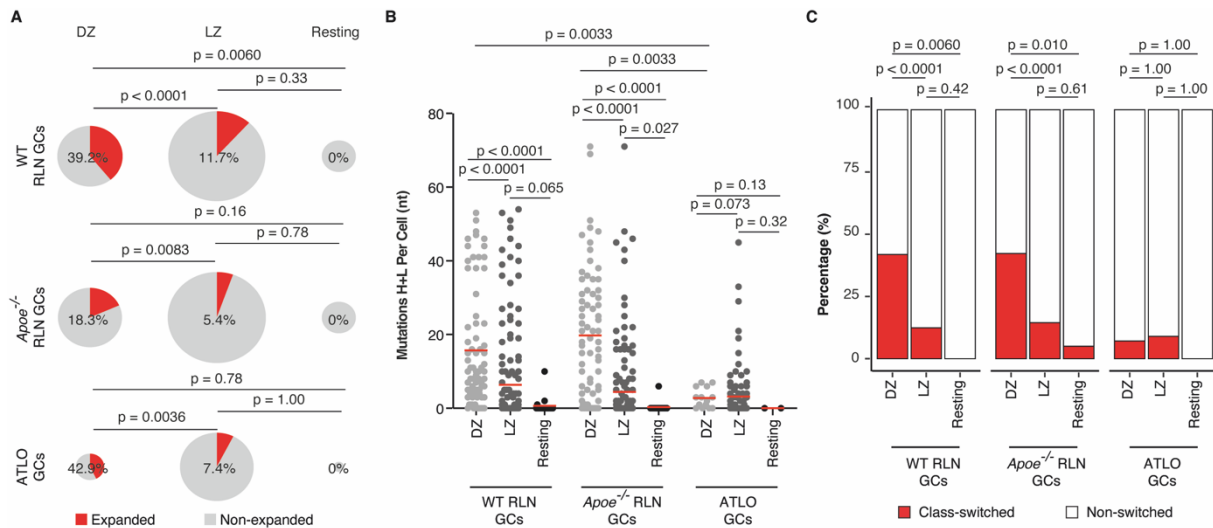 A
DZ LZ Resting
p = 0.0060
p = 0.33
p < 0.0001
WT
RLN GCs
39.2% 11.7% 0%
p = 0.16
p = 0.78
p = 0.0083
Apoe-/-
RLN GCs
18.3% 5.4% 0%
p = 0.78
p = 1.00
p = 0.0036
ATLO
GCs
42.9% 7.4% 0%
Expanded Non-expanded
B
p = 0.0033
p = 0.0033
p < 0.0001
p < 0.0001
p = 0.027
p < 0.0001
p < 0.0001
p = 0.065
p = 0.13
p = 0.073
p = 0.32
Mutations H+L Per Cell (nt)
80
60
40
20
0
DZ LZ Resting DZ LZ Resting DZ LZ Resting
WT RLN Apoe-/- RLN ATLO
GCs GCs GCs
C
p = 0.0060 p = 0.010 p = 1.00
p < 0.0001 p < 0.0001 p = 1.00
p = 0.42 p = 0.61 p = 1.00
Percentage (%)
100
75
50
25
0
DZ LZ Resting DZ LZ Resting DZ LZ Resting
WT RLN Apoe-/- RLN ATLO
GCs GCs GCs
Class-switched Non-switched